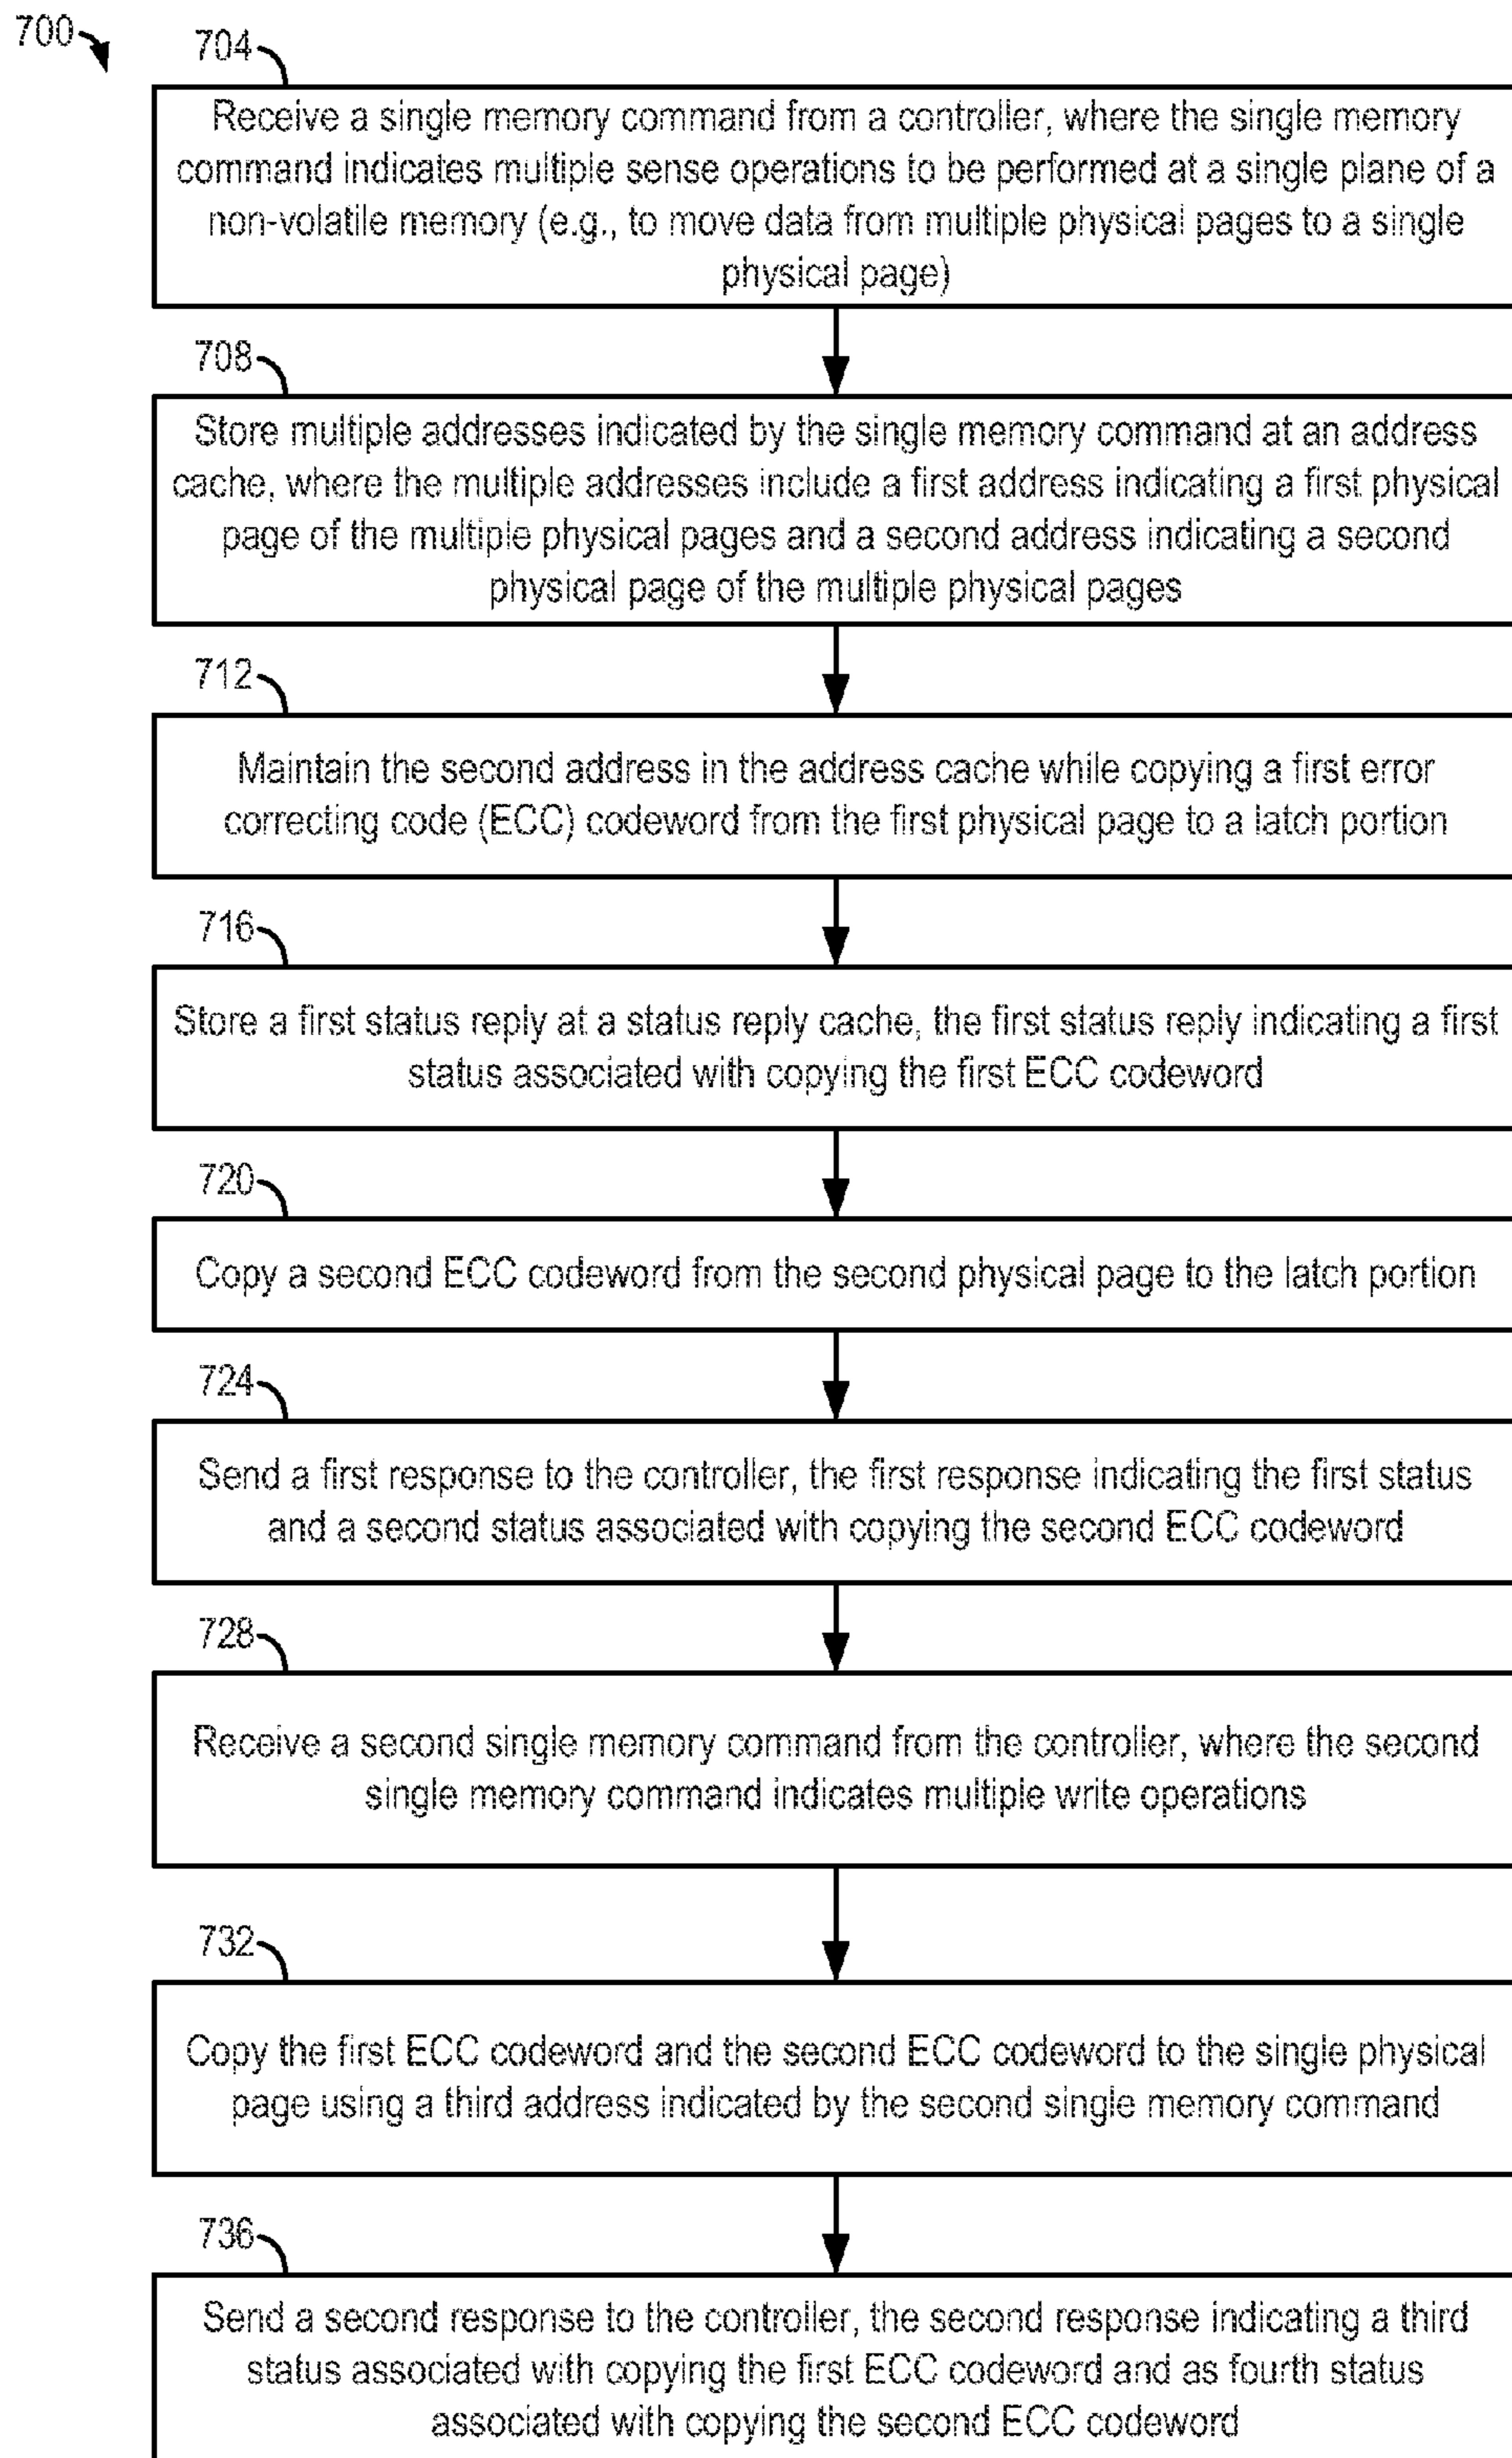 700
704
Receive a single memory command from a controller, where the single memory
command indicates multiple sense operations to be performed at a single plane of a
non-volatile memory (e.g., to move data from multiple physical pages to a single
physical page)
708
Store multiple addresses indicated by the single memory command at an address
cache, where the multiple addresses include a first address indicating a first physical
page of the multiple physical pages and a second address indicating a second
physical page of the multiple physical pages
712
Maintain the second address in the address cache while copying a first error
correcting code (ECC) codeword from the first physical page to a latch portion
716
Store a first status reply at a status reply cache, the first status reply indicating a first
status associated with copying the first ECC codeword
720
Copy a second ECC codeword from the second physical page to the latch portion
724
Send a first response to the controller, the first response indicating the first status
and a second status associated with copying the second ECC codeword
728
Receive a second single memory command from the controller, where the second
single memory command indicates multiple write operations
732
Copy the first ECC codeword and the second ECC codeword to the single physical
page using a third address indicated by the second single memory command
736
Send a second response to the controller, the second response indicating a third
status associated with copying the first ECC codeword and as fourth status
associated with copying the second ECC codeword